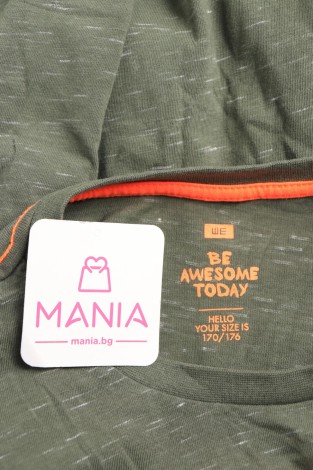 WE
BE
AWESOME
TODAY
HELLO
YOUR SIZE IS
170/176
MANIA
mania.bg